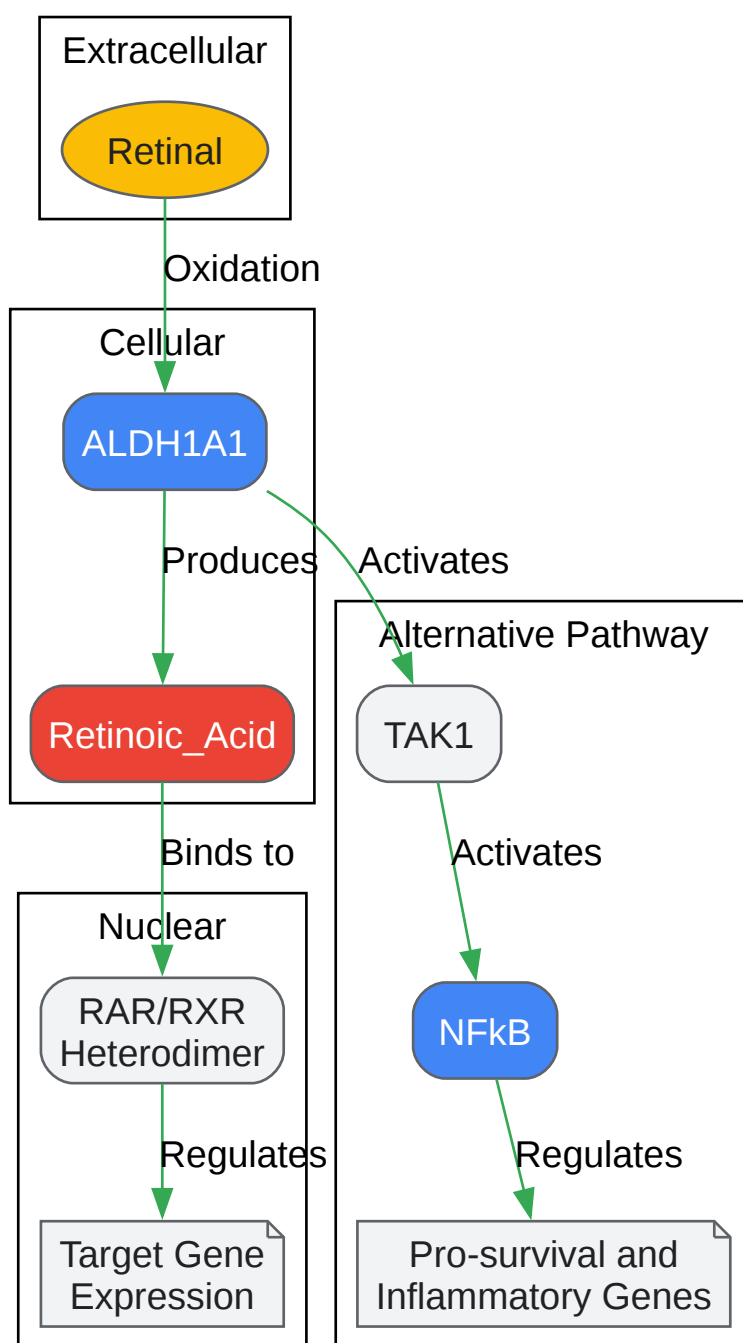 Extracellular
Retinal
Oxidation
Cellular
ALDH1A1
Produces
Activates
Alternative Pathway
Retinoic_Acid
TAK1
Binds to
Activates
Nuclear
RAR/RXR
Heterodimer
NFkB
Regulates
Regulates
Target Gene
Expression
Pro-survival and
Inflammatory Genes